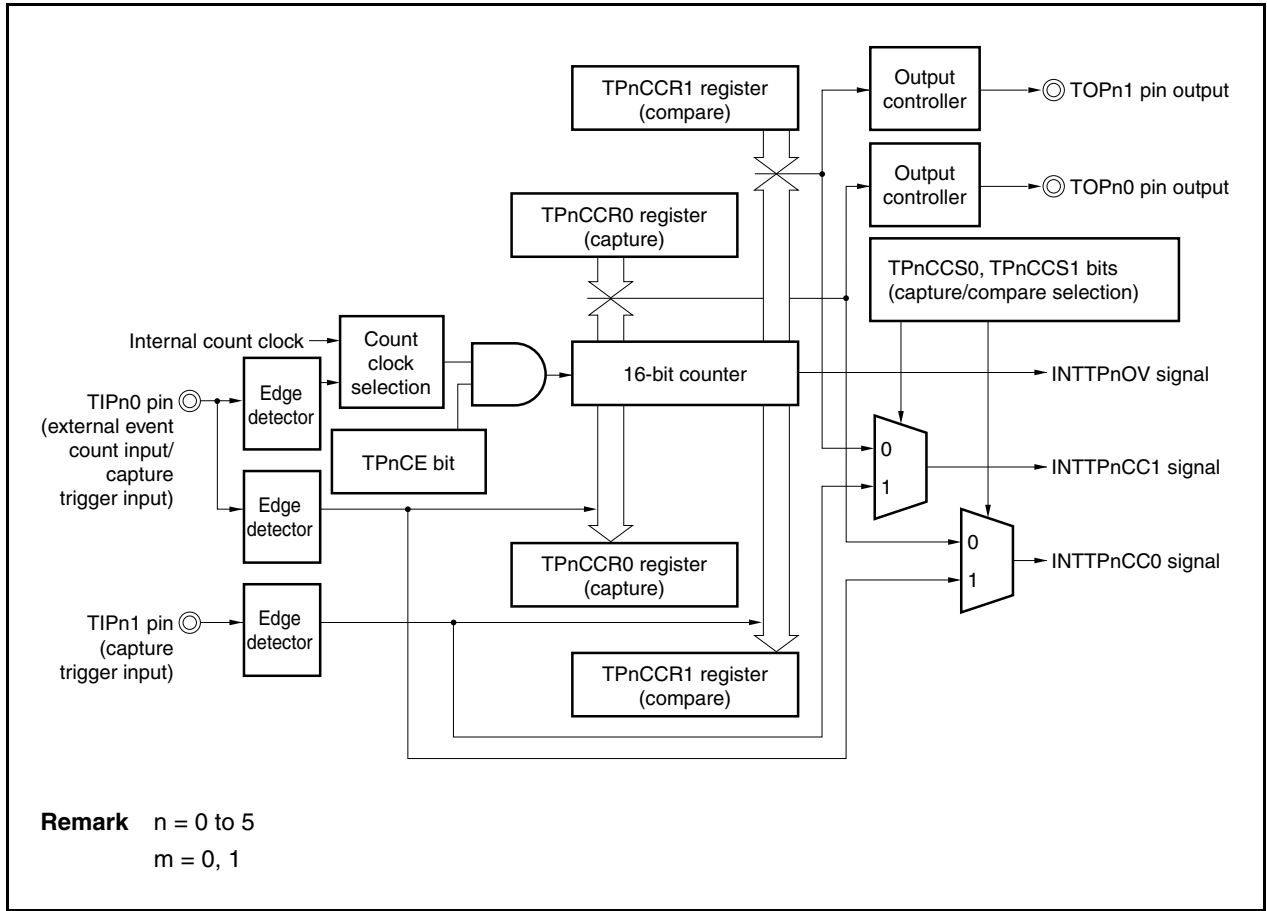 TPnCCR1 register
(compare)
Output
controller
TOPn1 pin output
Output
controller
TOPn0 pin output
TPnCCR0 register
(capture)
TPnCCS0, TPnCCS1 bits
(capture/compare selection)
Internal count clock
Count
clock
selection
16-bit counter
INTTPnOV signal
TIPn0 pin
(external event
count input/
capture
trigger input)
Edge
detector
TPnCE bit
0
1
INTTPnCC1 signal
Edge
detector
0
1
INTTPnCC0 signal
TPnCCR0 register
(capture)
TIPn1 pin
(capture
trigger input)
Edge
detector
TPnCCR1 register
(compare)
Remark n = 0 to 5
m = 0, 1